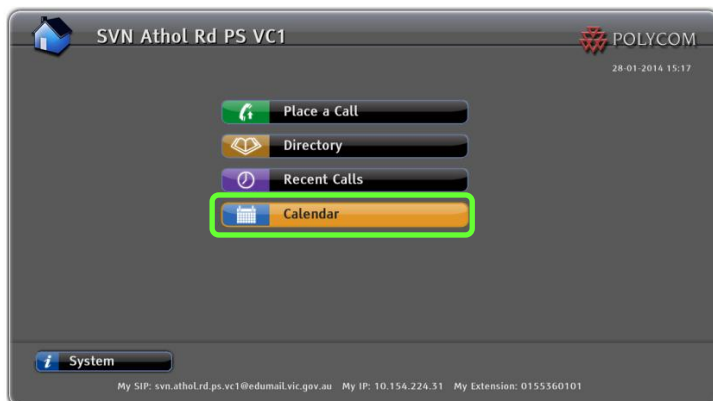 SVN Athol Rd PS VC1
POLYCOM
28-01-2014 15:17
Place a Call
Directory
Recent Calls
Calendar
i System
My SIP: svn.athol.rd.ps.vc1@edumail.vic.gov.au My IP: 10.154.224.31 My Extension: 0155360101